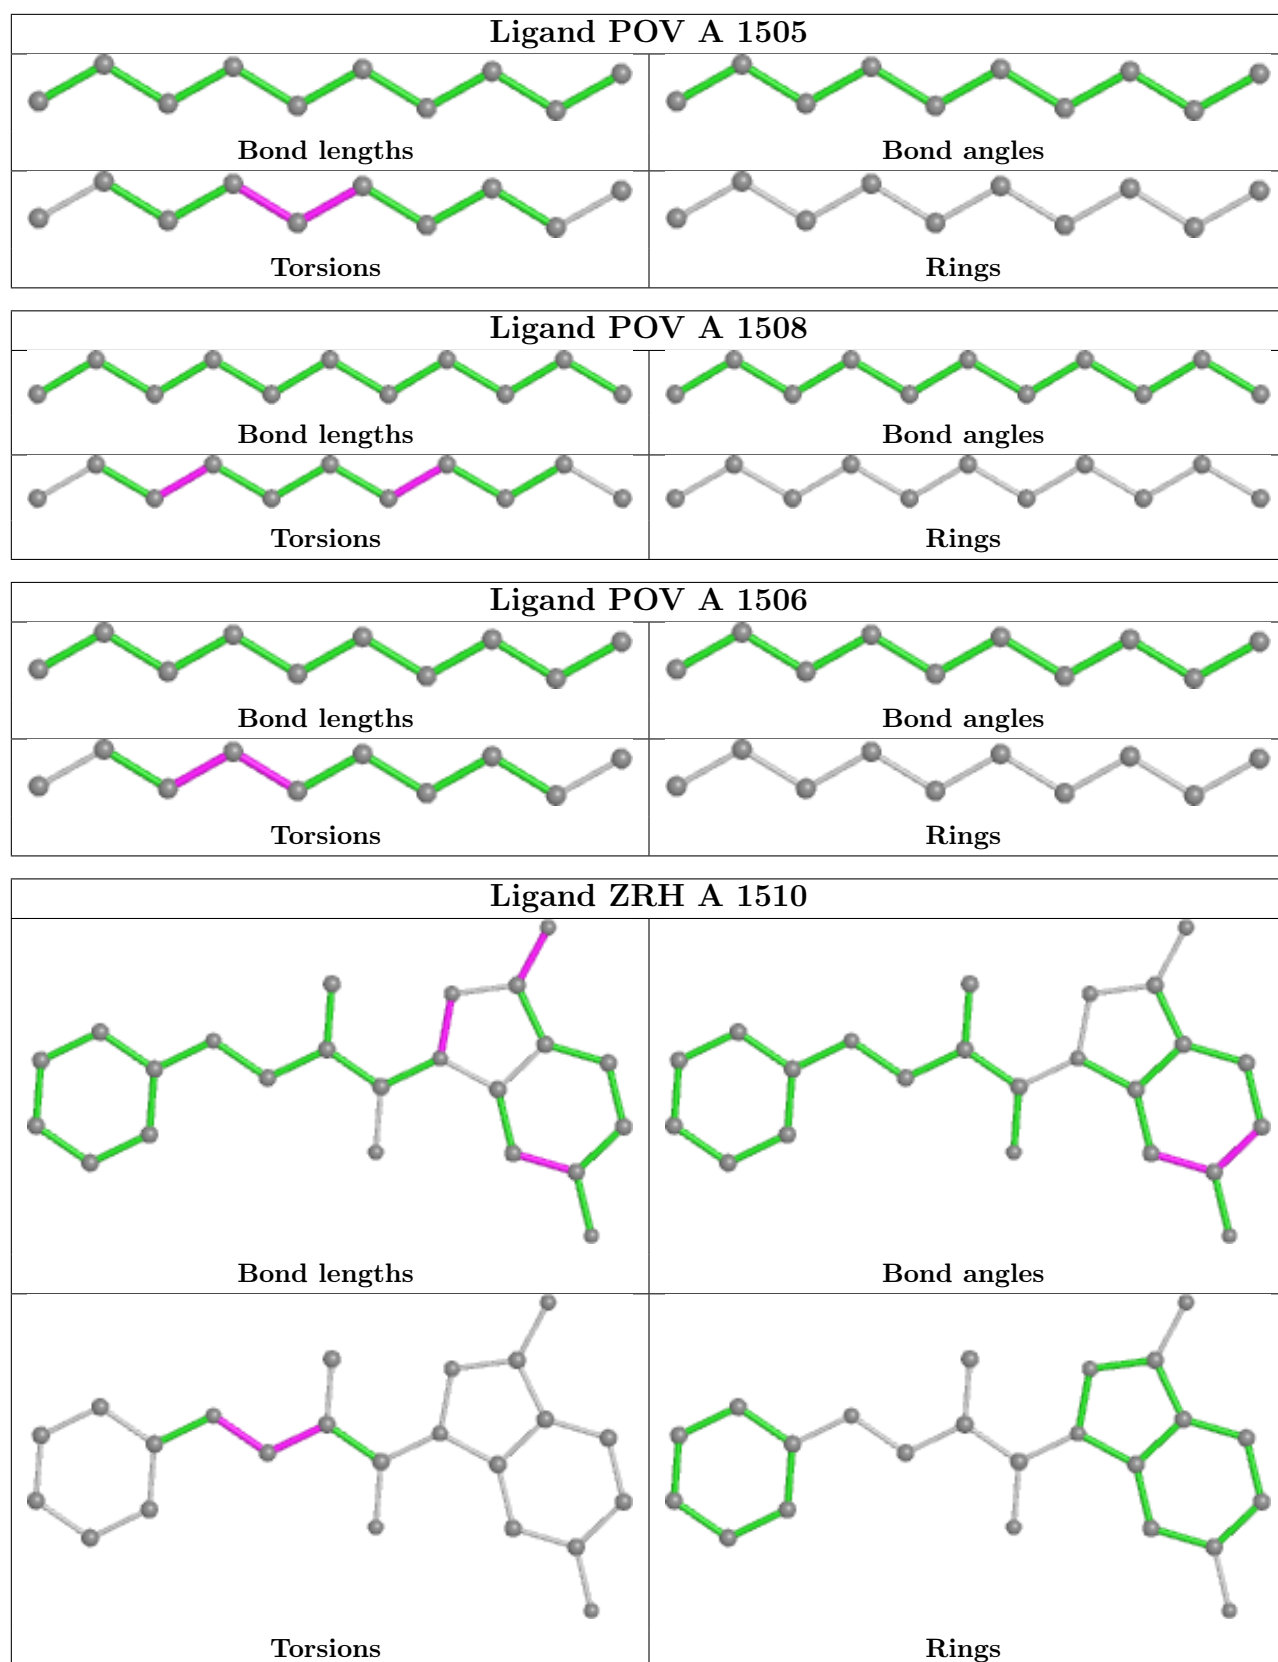 Ligand POV A 1505
Bond lengths
Bond angles
Torsions
Rings
Ligand POV A 1508
Bond lengths
Bond angles
Torsions
Rings
Ligand POV A 1506
Bond lengths
Bond angles
Torsions
Rings
Ligand ZRH A 1510
Bond lengths
Bond angles
Torsions
Rings